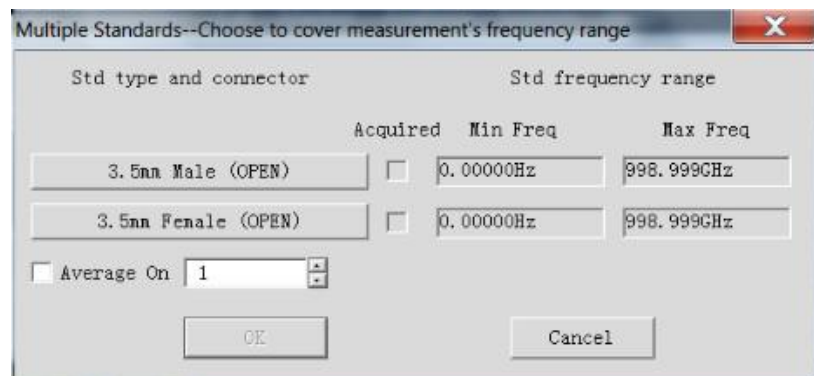 Multiple Standards--Choose to cover measurement's frequency range
Std type and connector Std frequency range
Acquired Min Freq Max Freq
3.5mm Male (OPEN) 0.00000Hz 998.999GHz
3.5mm Female (OPEN) 0.00000Hz 998.999GHz
Average On 1
OK Cancel